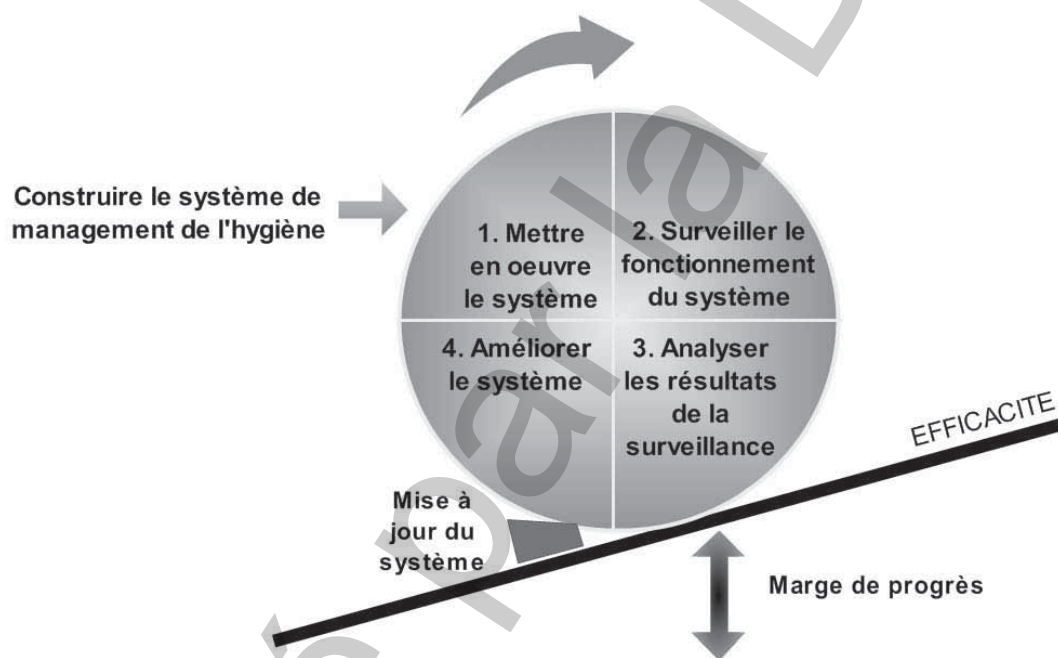 Construire le système de
management de l'hygiène
1. Mettre
en oeuvre
le système
2. Surveiller le
fonctionnement
du système
4. Améliorer
le système
3. Analyser
les résultats
de la
surveillance
EFFICACITE
Mise à
jour du
système
Marge de progrès
par la